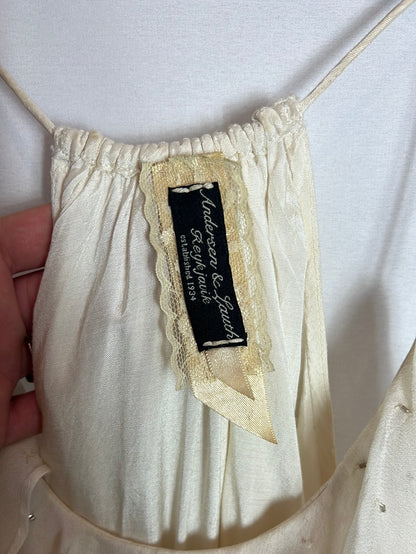 Andersen & Lauth
Reykjavik
established 1934